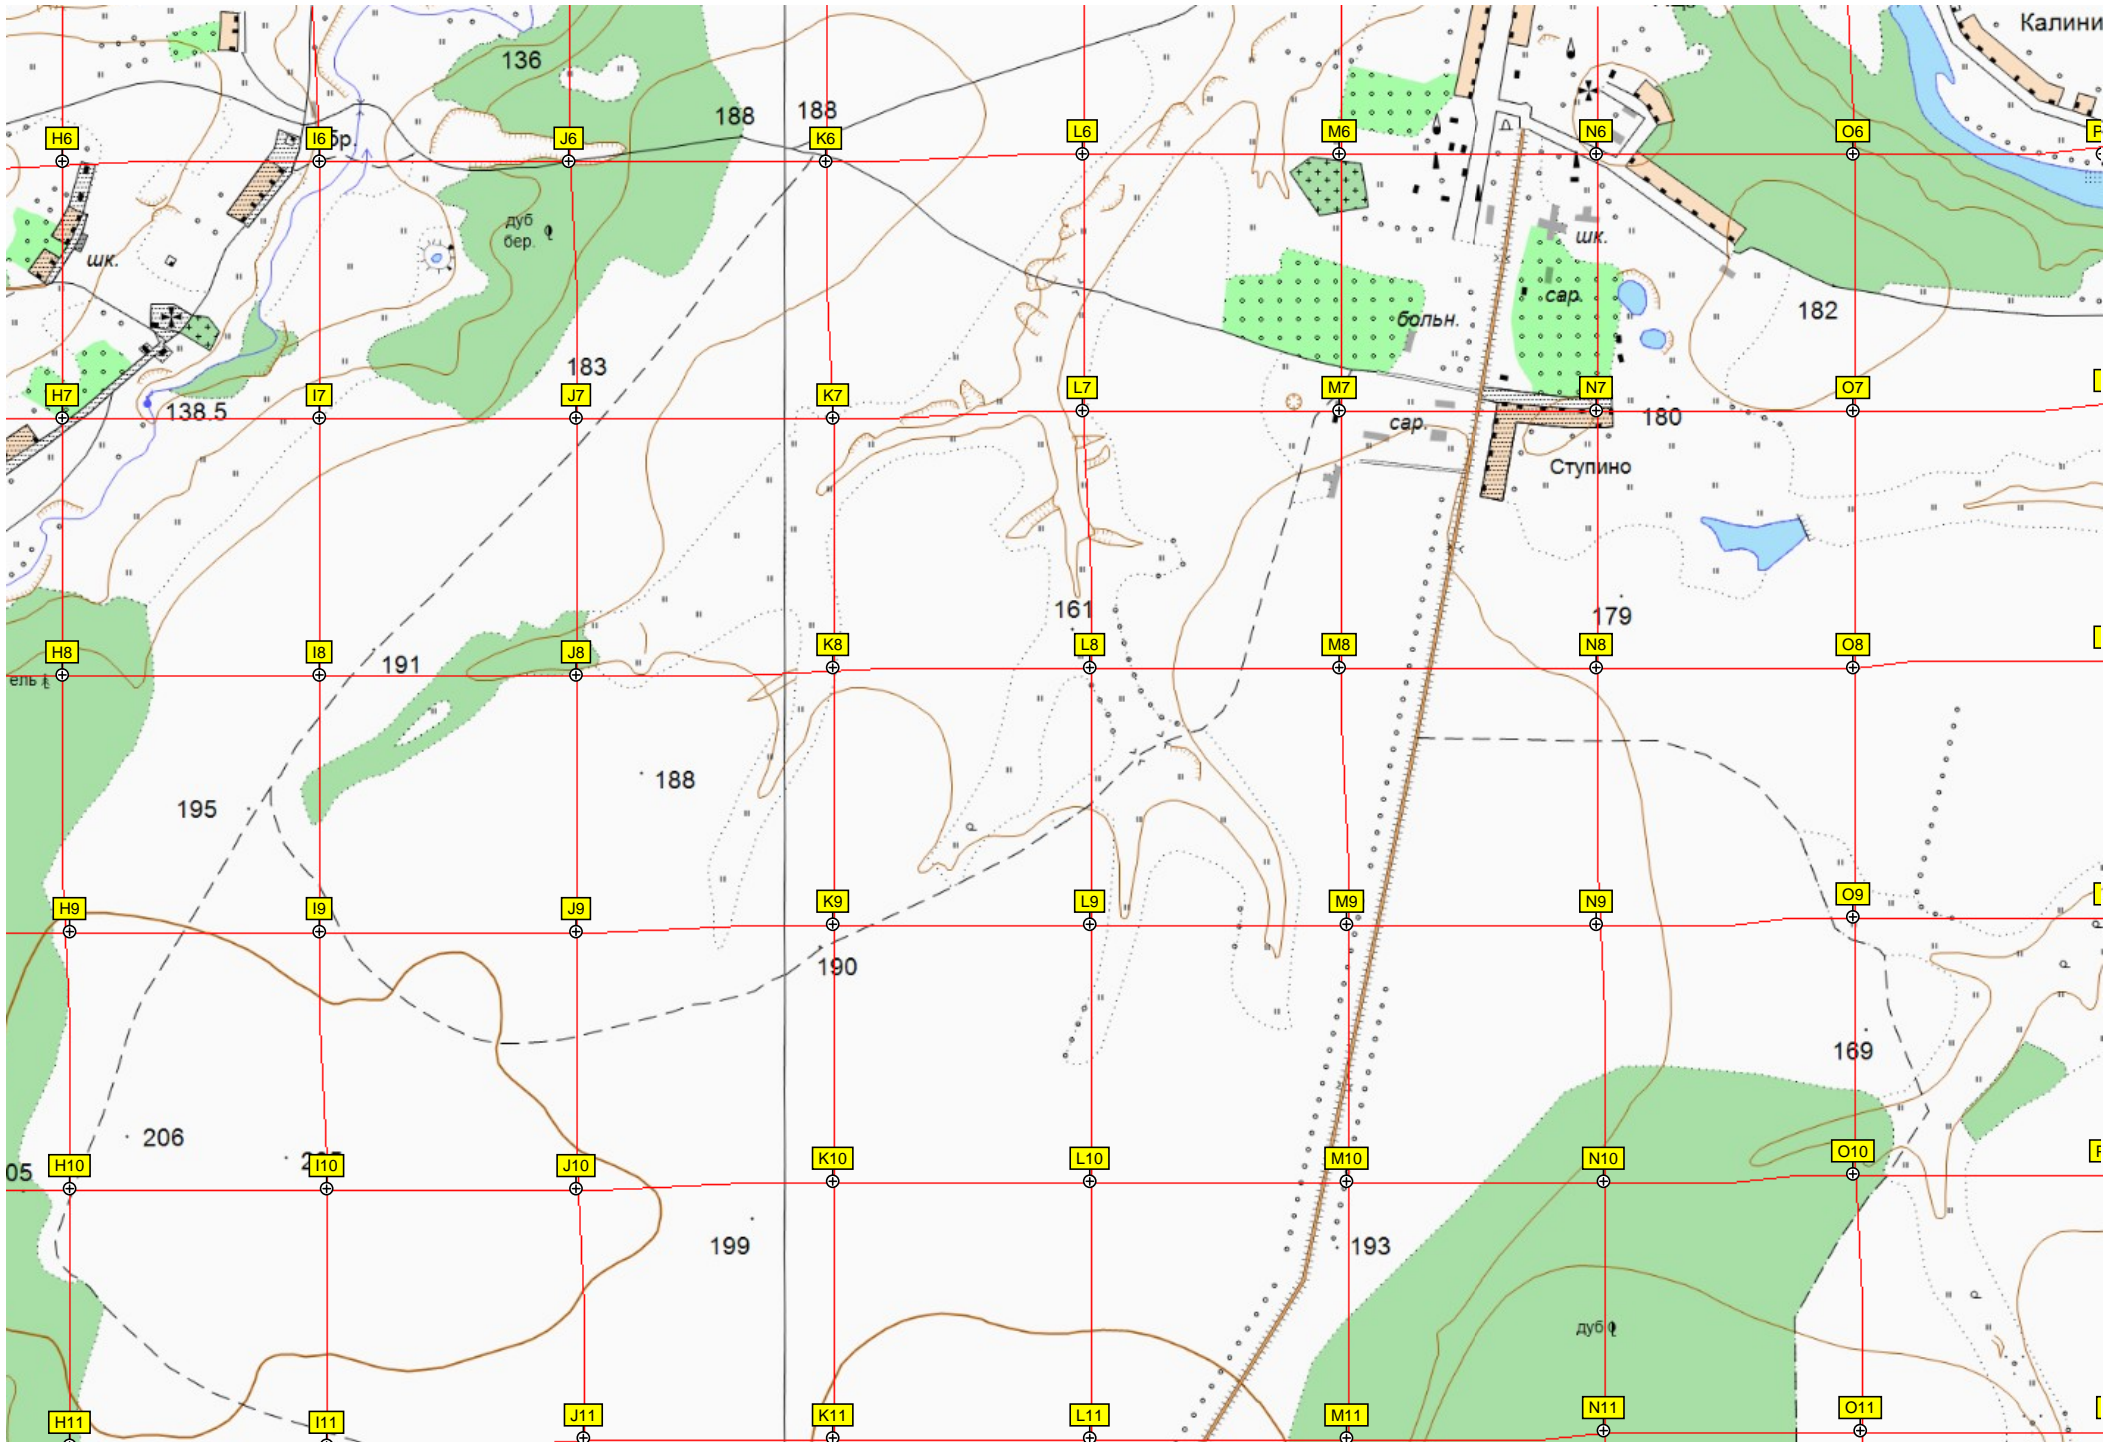 Калини
136
188
188
H6
I6
бр.
J6
K6
L6
M6
N6
O6
дуб
бер.
шк.
шк.
сар.
182
больн.
183
H7
138.5
I7
J7
K7
L7
M7
N7
180
O7
сар.
Ступино
161
179
H8
I8
191
J8
K8
L8
M8
N8
O8
ель
188
195
H9
I9
J9
K9
L9
M9
N9
O9
190
169
206
05
H10
I10
J10
K10
L10
M10
N10
O10
199
193
дуб
H11
I11
J11
K11
L11
M11
N11
O11